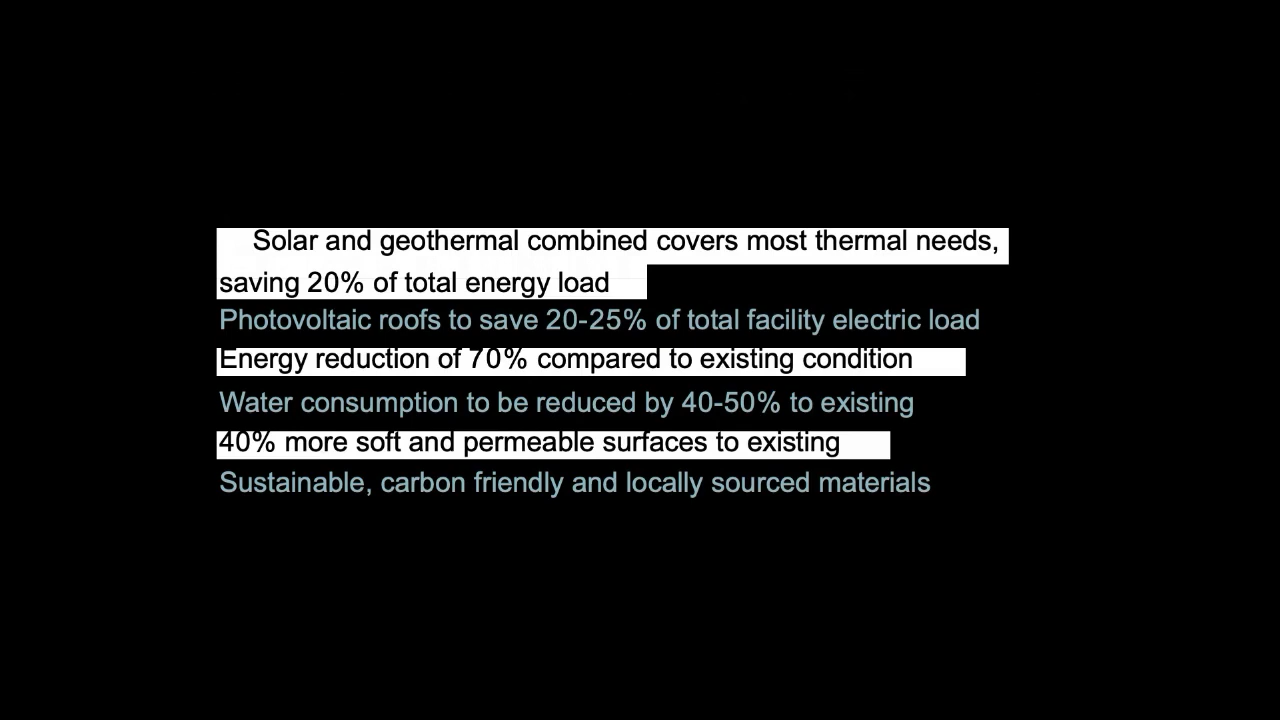 Solar and geothermal combined covers most thermal needs,
saving 20% of total energy load
Photovoltaic roofs to save 20-25% of total facility electric load
Energy reduction of 70% compared to existing condition
Water consumption to be reduced by 40-50% to existing
40% more soft and permeable surfaces to existing
Sustainable, carbon friendly and locally sourced materials